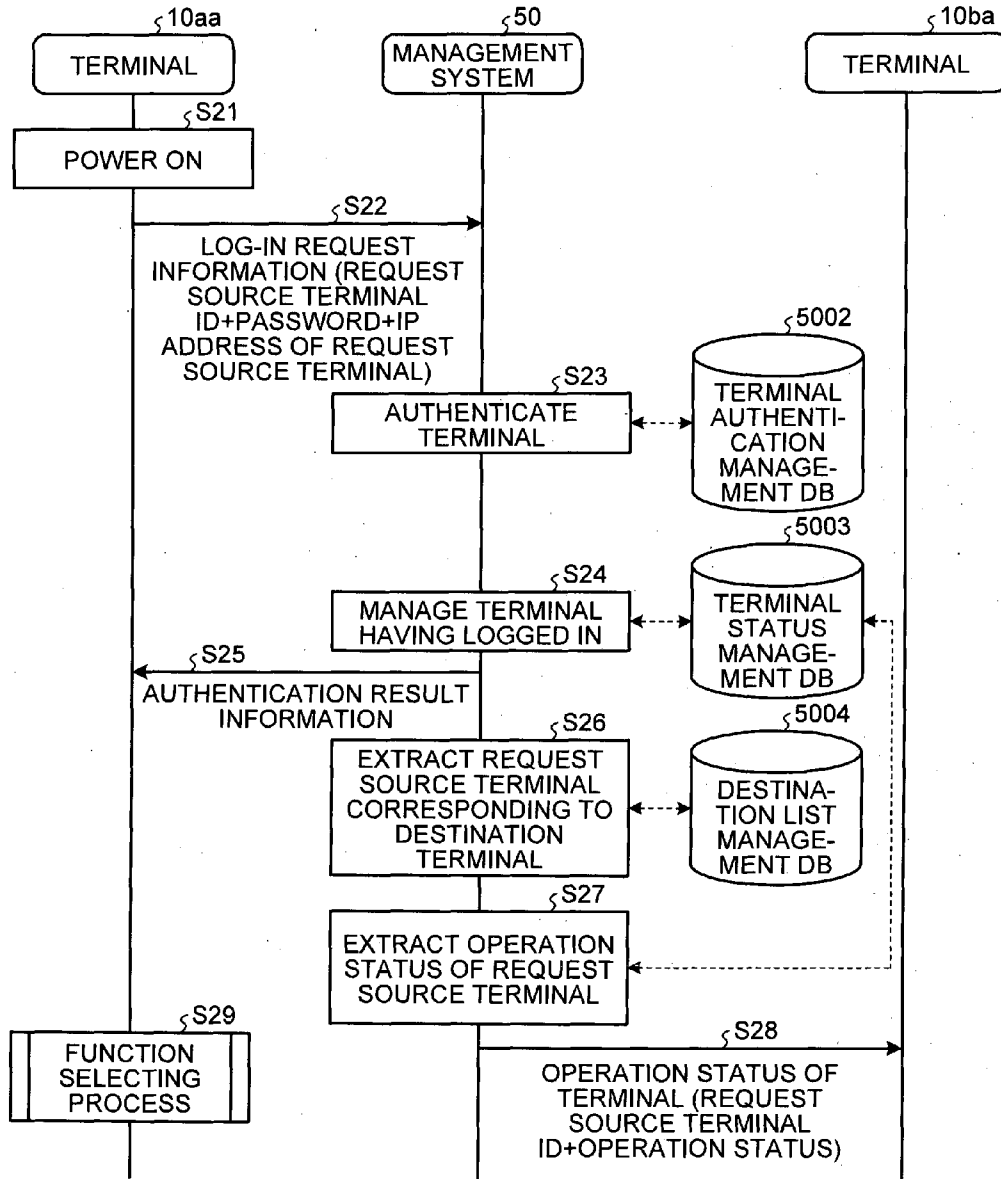 10aa
50
10ba
TERMINAL
MANAGEMENT
SYSTEM
TERMINAL
S21
POWER ON
S22
LOG-IN REQUEST
INFORMATION (REQUEST
SOURCE TERMINAL
ID+PASSWORD+IP
ADDRESS OF REQUEST
SOURCE TERMINAL)
S23
AUTHENTICATE
TERMINAL
5002
TERMINAL
AUTHENTI-
CATION
MANAGE-
MENT DB
S24
MANAGE TERMINAL
HAVING LOGGED IN
5003
TERMINAL
STATUS
MANAGE-
MENT DB
S25
AUTHENTICATION RESULT
INFORMATION
S26
EXTRACT REQUEST
SOURCE TERMINAL
CORRESPONDING TO
DESTINATION
TERMINAL
5004
DESTINA-
TION LIST
MANAGE-
MENT DB
S27
EXTRACT OPERATION
STATUS OF REQUEST
SOURCE TERMINAL
S28
OPERATION STATUS OF
TERMINAL (REQUEST
SOURCE TERMINAL
ID+OPERATION STATUS)
S29
FUNCTION
SELECTING
PROCESS